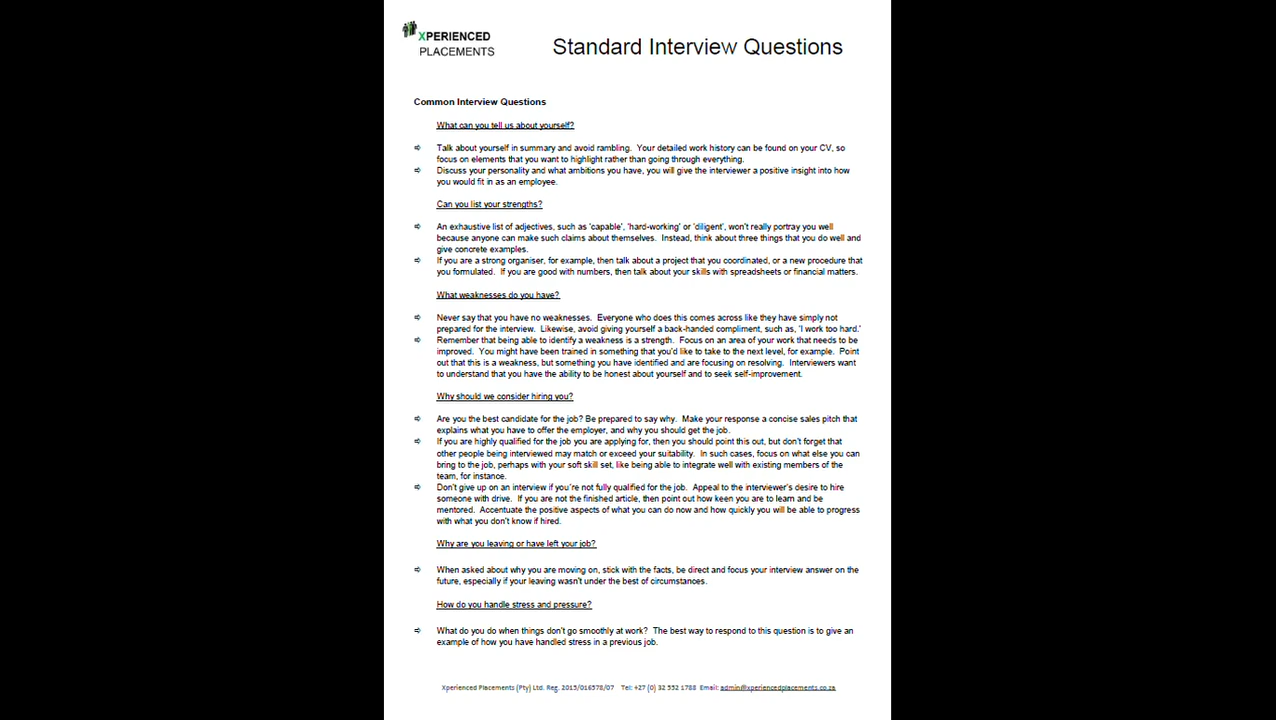 XPERIENCED
PLACEMENTS
Standard Interview Questions
Common Interview Questions
What can you tell us about yourself?
⇨ Talk about yourself in summary and avoid rambling. Your detailed work history can be found on your CV, so
focus on elements that you want to highlight rather than going through everything.
⇨ Discuss your personality and what ambitions you have, you will give the interviewer a positive insight into how
you would fit in as an employee.
Can you list your strengths?
⇨ An exhaustive list of adjectives, such as 'capable', 'hard-working' or 'diligent', won't really portray you well
because anyone can make such claims about themselves. Instead, think about three things that you do well and
give concrete examples.
⇨ If you are a strong organiser, for example, then talk about a project that you coordinated, or a new procedure that
you formulated. If you are good with numbers, then talk about your skills with spreadsheets or financial matters.
What weaknesses do you have?
⇨ Never say that you have no weaknesses. Everyone who does this comes across like they have simply not
prepared for the interview. Likewise, avoid giving yourself a back-handed compliment, such as, 'I work too hard.'
⇨ Remember that being able to identify a weakness is a strength. Focus on an area of your work that needs to be
improved. You might have been trained in something that you'd like to take to the next level, for example. Point
out that this is a weakness, but something you have identified and are focusing on resolving. Interviewers want
to understand that you have the ability to be honest about yourself and to seek self-improvement.
Why should we consider hiring you?
⇨ Are you the best candidate for the job? Be prepared to say why. Make your response a concise sales pitch that
explains what you have to offer the employer, and why you should get the job.
⇨ If you are highly qualified for the job you are applying for, then you should point this out, but don't forget that
other people being interviewed may match or exceed your suitability. In such cases, focus on what else you can
bring to the job, perhaps with your soft skill set, like being able to integrate well with existing members of the
team, for instance.
⇨ Don't give up on an interview if you're not fully qualified for the job. Appeal to the interviewer's desire to hire
someone with drive. If you are not the finished article, then point out how keen you are to learn and be
mentored. Accentuate the positive aspects of what you can do now and how quickly you will be able to progress
with what you don't know if hired.
Why are you leaving or have left your job?
⇨ When asked about why you are moving on, stick with the facts, be direct and focus your interview answer on the
future, especially if your leaving wasn't under the best of circumstances.
How do you handle stress and pressure?
⇨ What do you do when things don't go smoothly at work? The best way to respond to this question is to give an
example of how you have handled stress in a previous job.
Xperienced Placements (Pty) Ltd. Reg. 2015/016578/07 Tel: +27 (0) 32 552 1788 Email: admin@xperiencedplacements.co.za